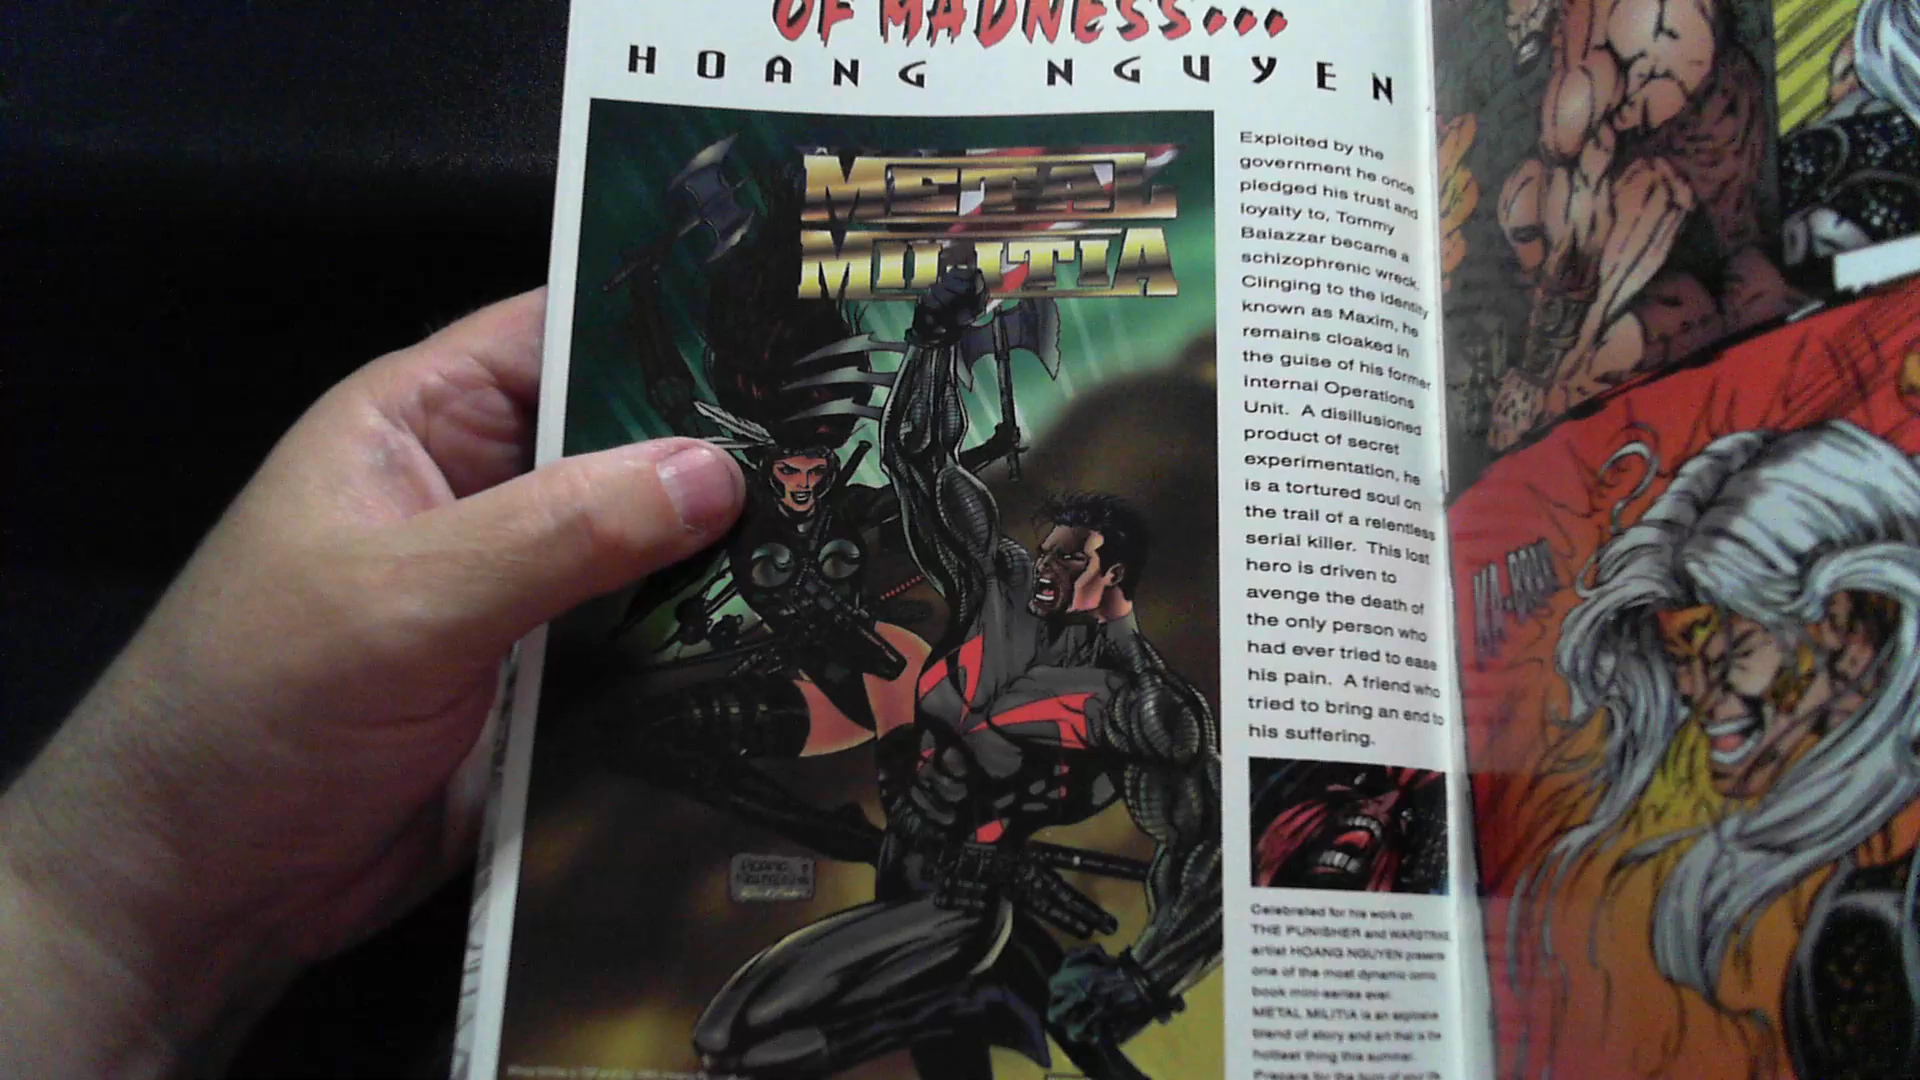 OF MADNESS...
HOANG NGUYEN
METAL
MILITIA
Exploited by the
government he once
pledged his trust and
loyalty to, Tommy
Balazzar became a
schizophrenic wreck.
Clinging to the identity
known as Maxim, he
remains cloaked in
the guise of his former
Internal Operations
Unit. A disillusioned
product of secret
experimentation, he
is a tortured soul on
the trail of a relentless
serial killer. This lost
hero is driven to
avenge the death of
the only person who
had ever tried to ease
his pain. A friend who
tried to bring an end to
his suffering.
Celebrated for his work on
THE PUNISHER and WARSTRIKE
artist HOANG NGUYEN presents
one of the most dynamic comic
book mini-series ever.
METAL MILITIA is an explosive
blend of story and art that is the
hottest thing this summer.
Prepare for the
KA-BOOM